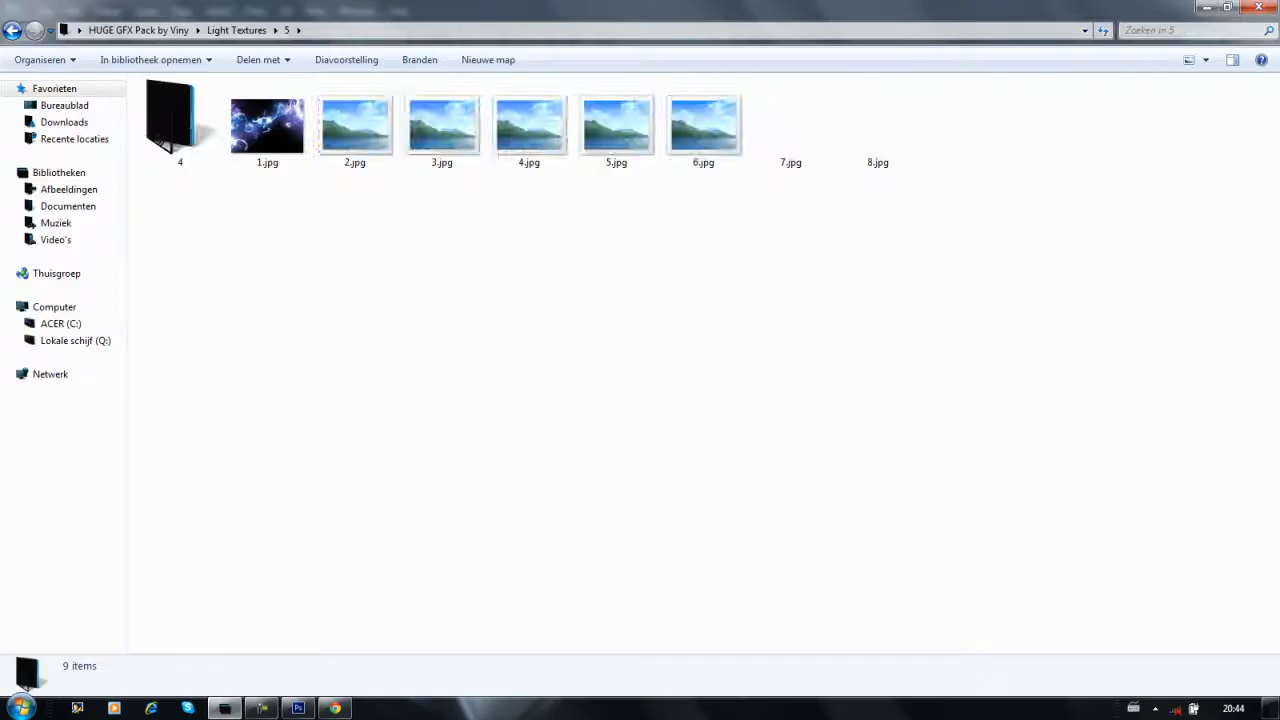 HUGE GFX Pack by Viny Light Textures 5
Zoeken in 5
Organiseren In bibliotheek opnemen Delen met Diavoorstelling Branden Nieuwe map
Favorieten
Bureaublad
Downloads
Recente locaties
Bibliotheken
Afbeeldingen
Documenten
Muziek
Video's
Thuisgroep
Computer
ACER (C:)
Lokale schijf (Q:)
Netwerk
4 1.jpg 2.jpg 3.jpg 4.jpg 5.jpg 6.jpg 7.jpg 8.jpg
9 items
Ps
20:44